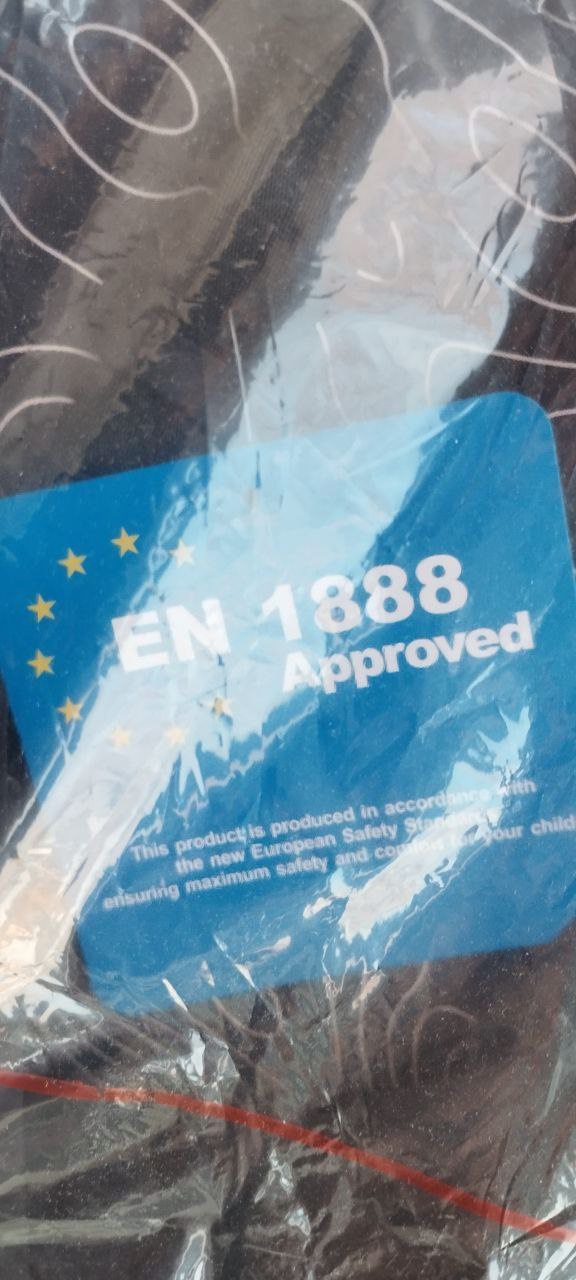 EN 1888
Approved
This product is produced in accordance with
the new European Safety Standard
ensuring maximum safety and comfort for your child